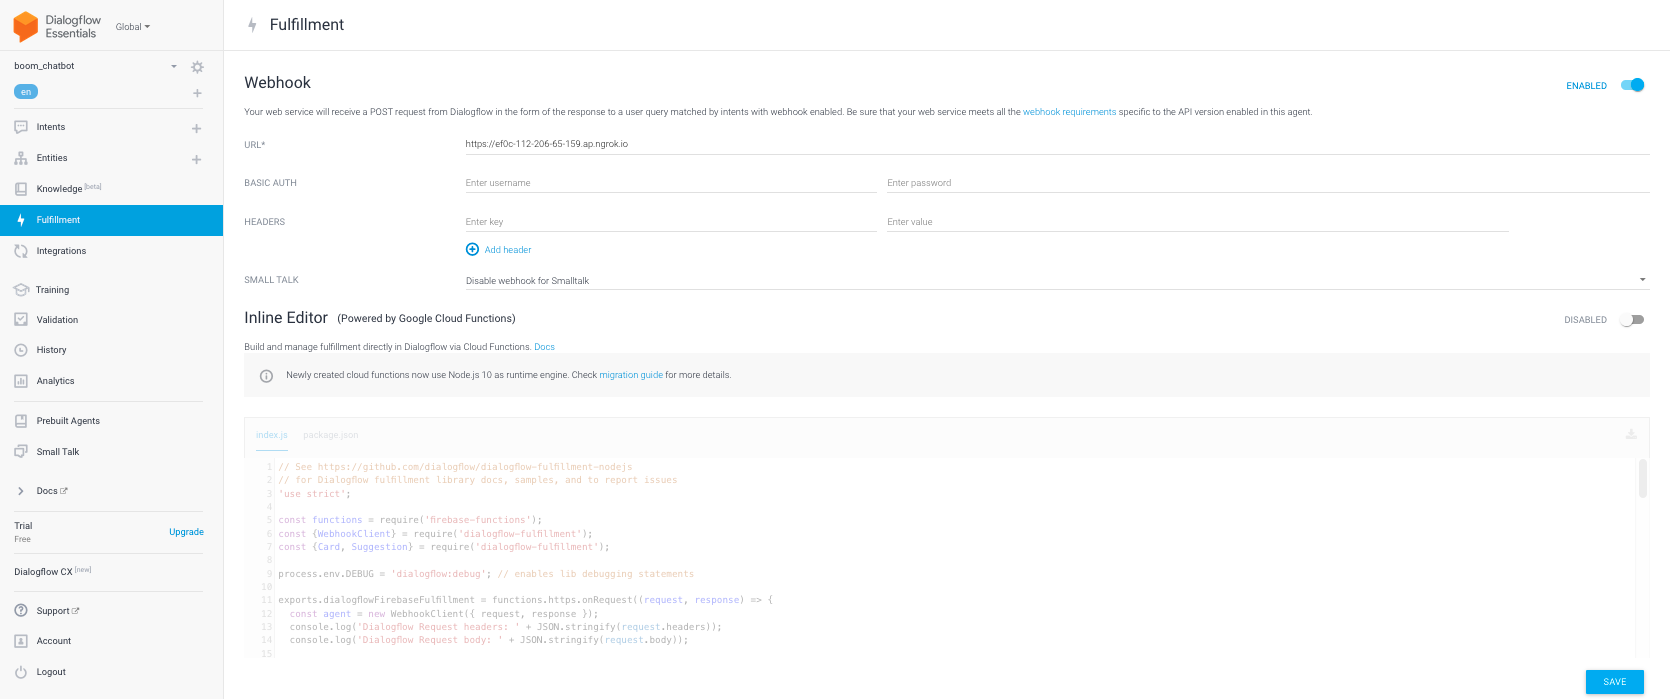 Dialogflow
Essentials
Global
boom_chatbot
en
Intents
Entities
Knowledge [beta]
Fulfillment
Integrations
Training
Validation
History
Analytics
Prebuilt Agents
Small Talk
Docs
Trial
Free
Upgrade
Dialogflow CX [new]
Support
Account
Logout
Fulfillment
Webhook
ENABLED
Your web service will receive a POST request from Dialogflow in the form of the response to a user query matched by intents with webhook enabled. Be sure that your web service meets all the webhook requirements specific to the API version enabled in this agent.
URL*
https://ef0c-112-206-65-159.ap.ngrok.io
BASIC AUTH
Enter username
Enter password
HEADERS
Enter key
Enter value
Add header
SMALL TALK
Disable webhook for Smalltalk
Inline Editor (Powered by Google Cloud Functions)
DISABLED
Build and manage fulfillment directly in Dialogflow via Cloud Functions. Docs
Newly created cloud functions now use Node.js 10 as runtime engine. Check migration guide for more details.
index.js package.json
1 // See https://github.com/dialogflow/dialogflow-fulfillment-nodejs
2 // for Dialogflow fulfillment library docs, samples, and to report issues
3 'use strict';
4
5 const functions = require('firebase-functions');
6 const {WebhookClient} = require('dialogflow-fulfillment');
7 const {Card, Suggestion} = require('dialogflow-fulfillment');
8
9 process.env.DEBUG = 'dialogflow:debug'; // enables lib debugging statements
10
11 exports.dialogflowFirebaseFulfillment = functions.https.onRequest((request, response) => {
12 const agent = new WebhookClient({ request, response });
13 console.log('Dialogflow Request headers: ' + JSON.stringify(request.headers));
14 console.log('Dialogflow Request body: ' + JSON.stringify(request.body));
15
SAVE